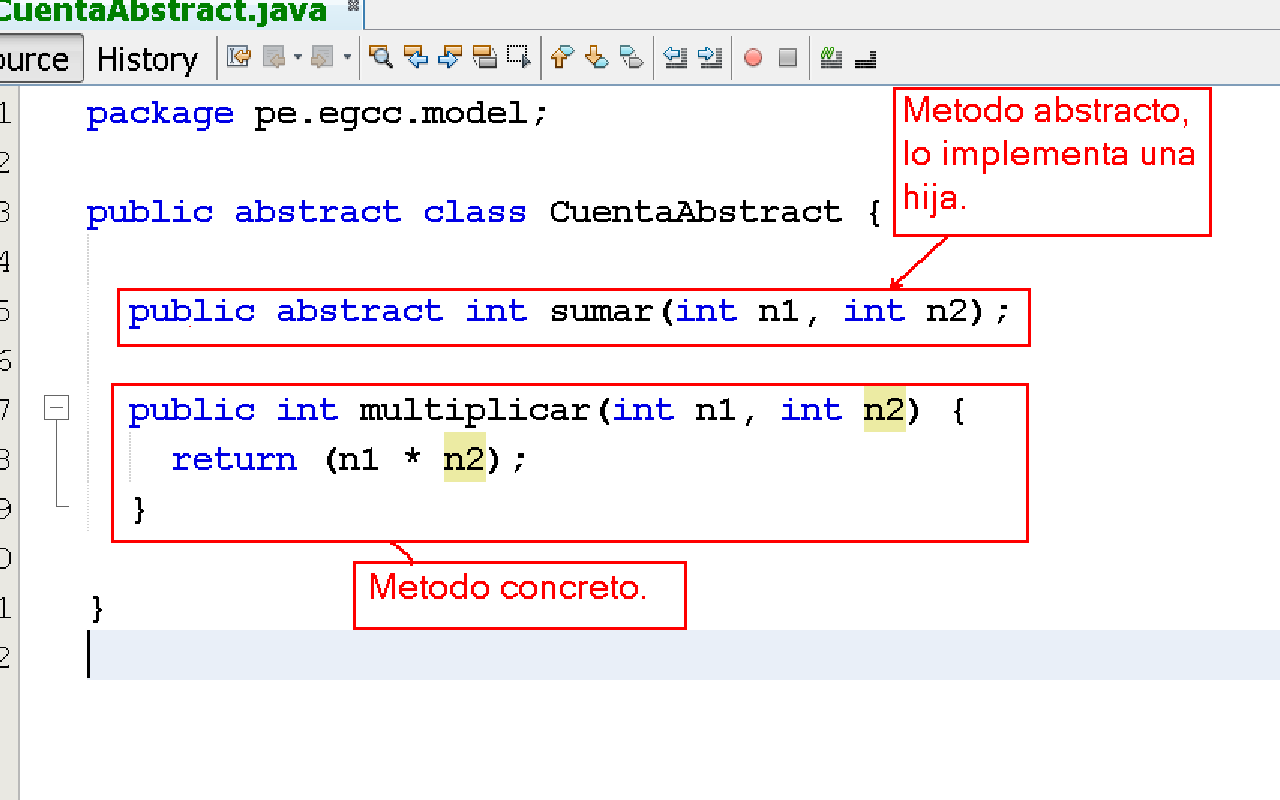 CuentaAbstract.java
ource History
1 package pe.egcc.model;
2
3 public abstract class CuentaAbstract {
4
5 public abstract int sumar(int n1, int n2);
6
7 public int multiplicar(int n1, int n2) {
8 return (n1 * n2);
9 }
0
1 }
2
Metodo abstracto,
lo implementa una
hija.
Metodo concreto.